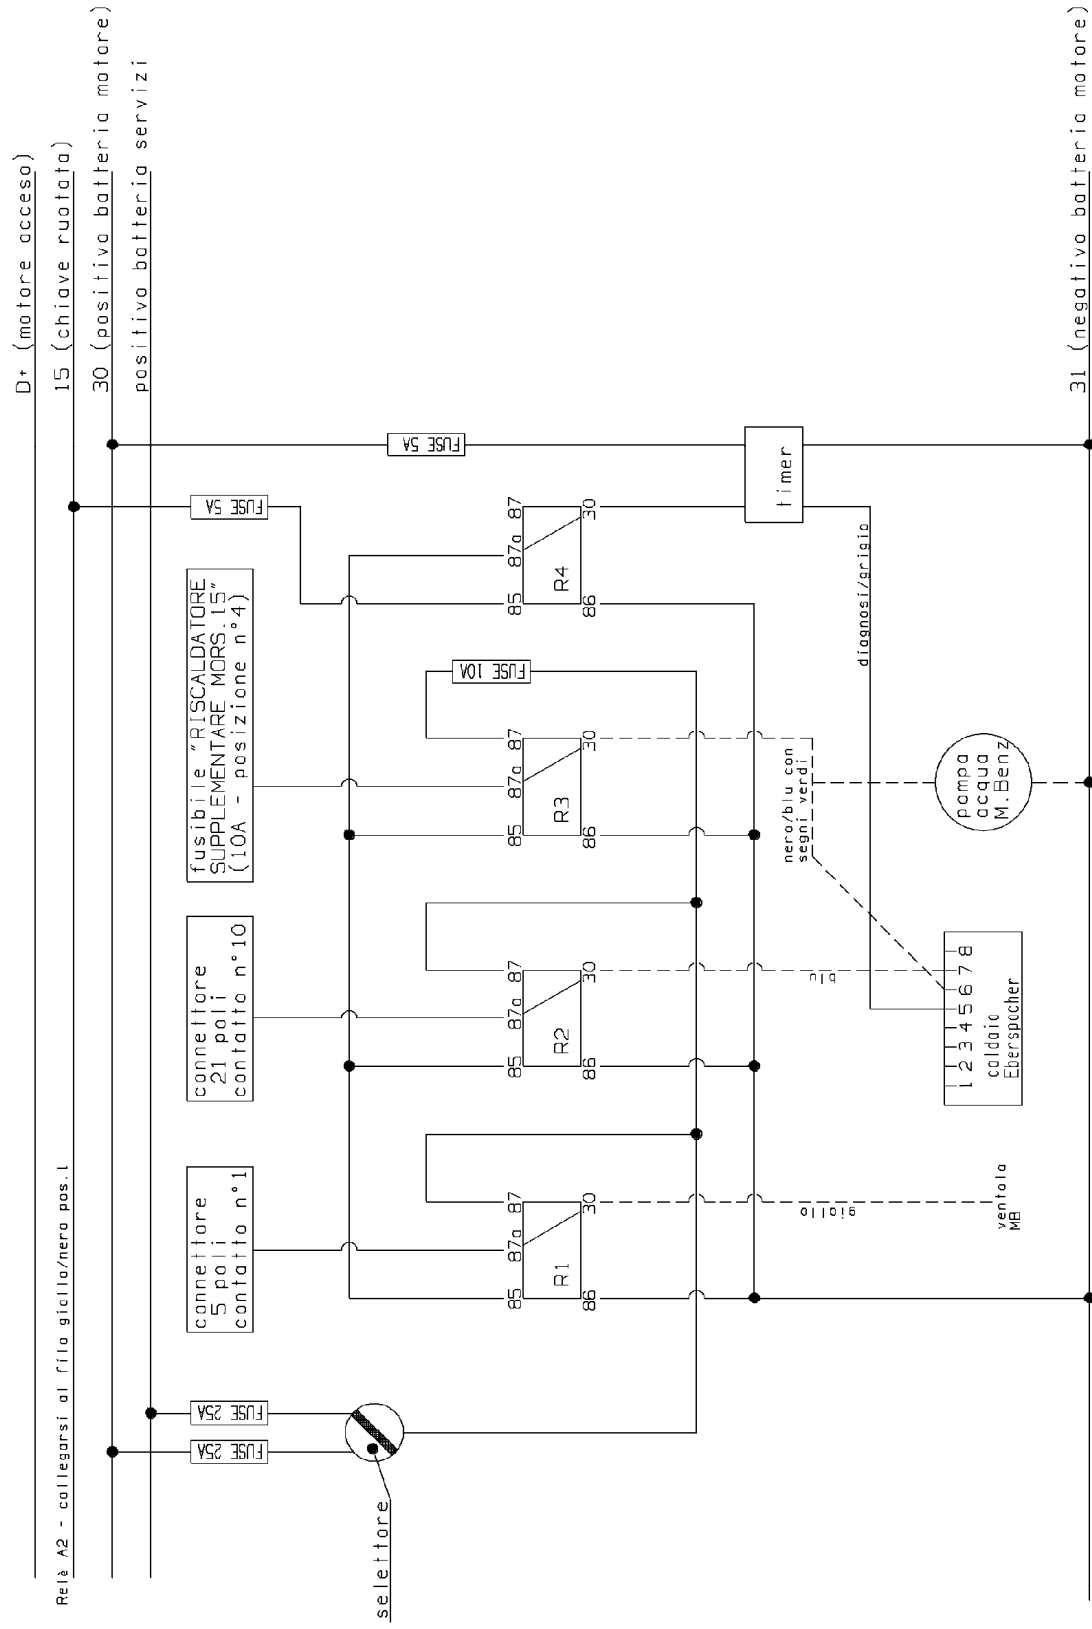 D+ (motore acceso)
15 (chiave ruotata)
30 (positivo batteria motore)
positivo batteria servizi
Relè A2 - collegarsi al filo giallo/nero pos.1
FUSE 25A
FUSE 25A
selettore
connettore
5 poli
contatto n°1
connettore
21 poli
contatto n°10
fusibile "RISCALDATORE
SUPPLEMENTARE MORS.15"
(10A - posizione n°4)
FUSE 5A
FUSE 5A
FUSE 10A
85 87a 87
R1
86 30
85 87a 87
R2
86 30
85 87a 87
R3
86 30
85 87a 87
R4
86 30
timer
giallo
blu
nero/blu con
segni verdi
diagnosi/grigio
ventola
MB
1 2 3 4 5 6 7 8
caldaia
Eberspacher
pompa
acqua
M.Benz
31 (negativo batteria motore)